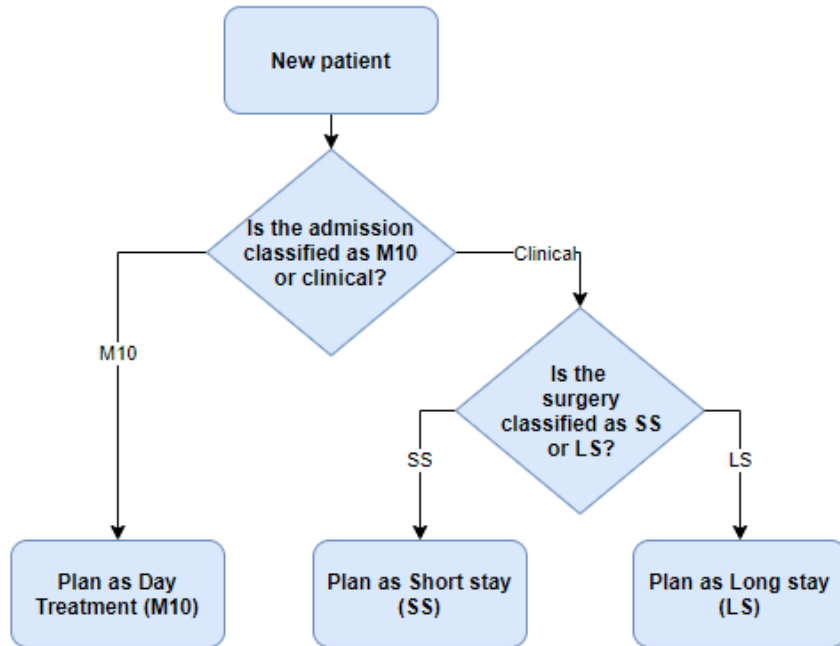 New patient
Is the admission
classified as M10
or clinical?
Clinical
M10
Is the
surgery
classified as SS
or LS?
SS
LS
Plan as Day
Treatment (M10)
Plan as Short stay
(SS)
Plan as Long stay
(LS)